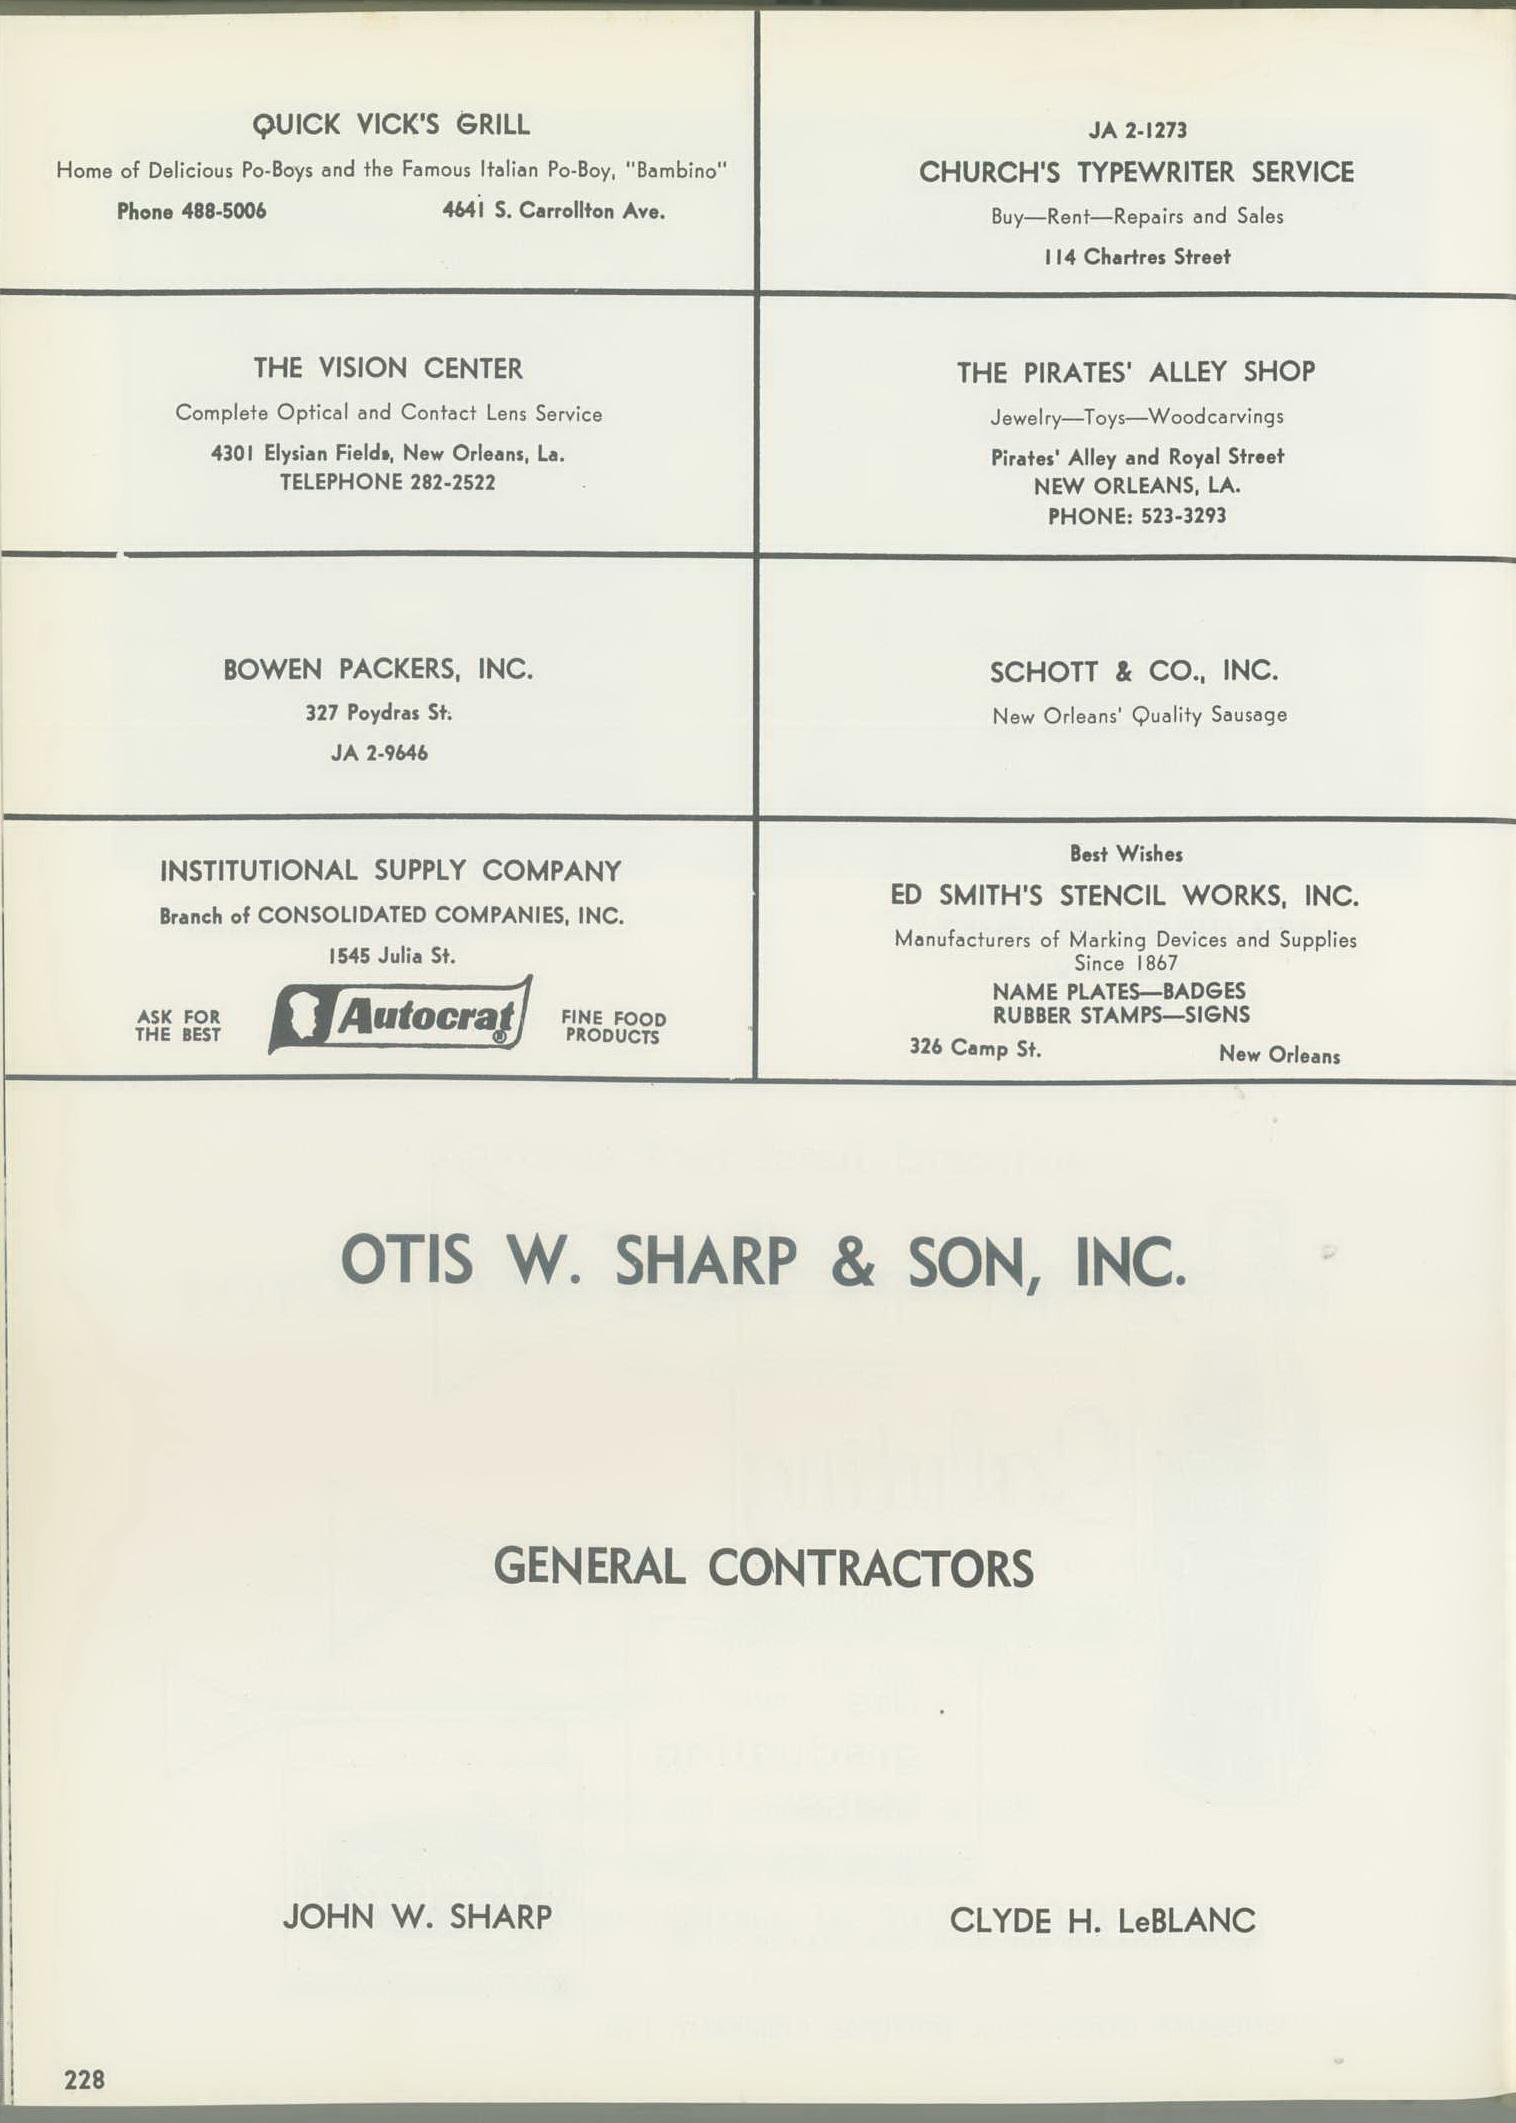 QUICK VICK'S GRILL
Home of Delicious Po-Boys and the Famous Italian Po-Boy, "Bambino"
Phone 488-5006 4641 S. Carrollton Ave.
JA 2-1273
CHURCH'S TYPEWRITER SERVICE
Buy—Rent—Repairs and Sales
114 Chartres Street
THE VISION CENTER
Complete Optical and Contact Lens Service
4301 Elysian Fields, New Orleans, La.
TELEPHONE 282-2522
THE PIRATES' ALLEY SHOP
Jewelry—Toys—Woodcarvings
Pirates' Alley and Royal Street
NEW ORLEANS, LA.
PHONE: 523-3293
BOWEN PACKERS, INC.
327 Poydras St.
JA 2-9646
SCHOTT & CO., INC.
New Orleans' Quality Sausage
INSTITUTIONAL SUPPLY COMPANY
Branch of CONSOLIDATED COMPANIES, INC.
1545 Julia St.
ASK FOR
THE BEST
Autocrat®
FINE FOOD
PRODUCTS
Best Wishes
ED SMITH'S STENCIL WORKS, INC.
Manufacturers of Marking Devices and Supplies
Since 1867
NAME PLATES—BADGES
RUBBER STAMPS—SIGNS
326 Camp St. New Orleans
OTIS W. SHARP & SON, INC.
GENERAL CONTRACTORS
JOHN W. SHARP CLYDE H. LeBLANC
228